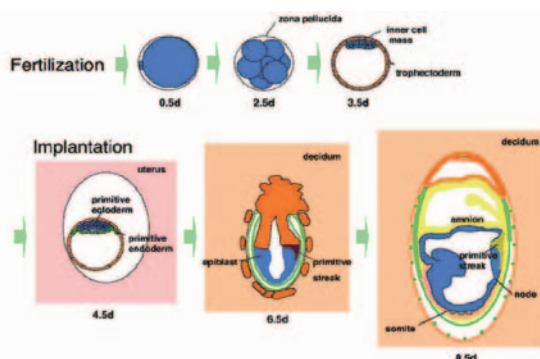 zona pellucida
inner cell
mass
Fertilization
trophectoderm
0.5d
2.5d
3.5d
Implantation
uterus
primitive
ectoderm
primitive
endoderm
4.5d
decidum
epiblast
primitive
streak
6.5d
decidum
amnion
primitive
streak
node
somite
8.5d